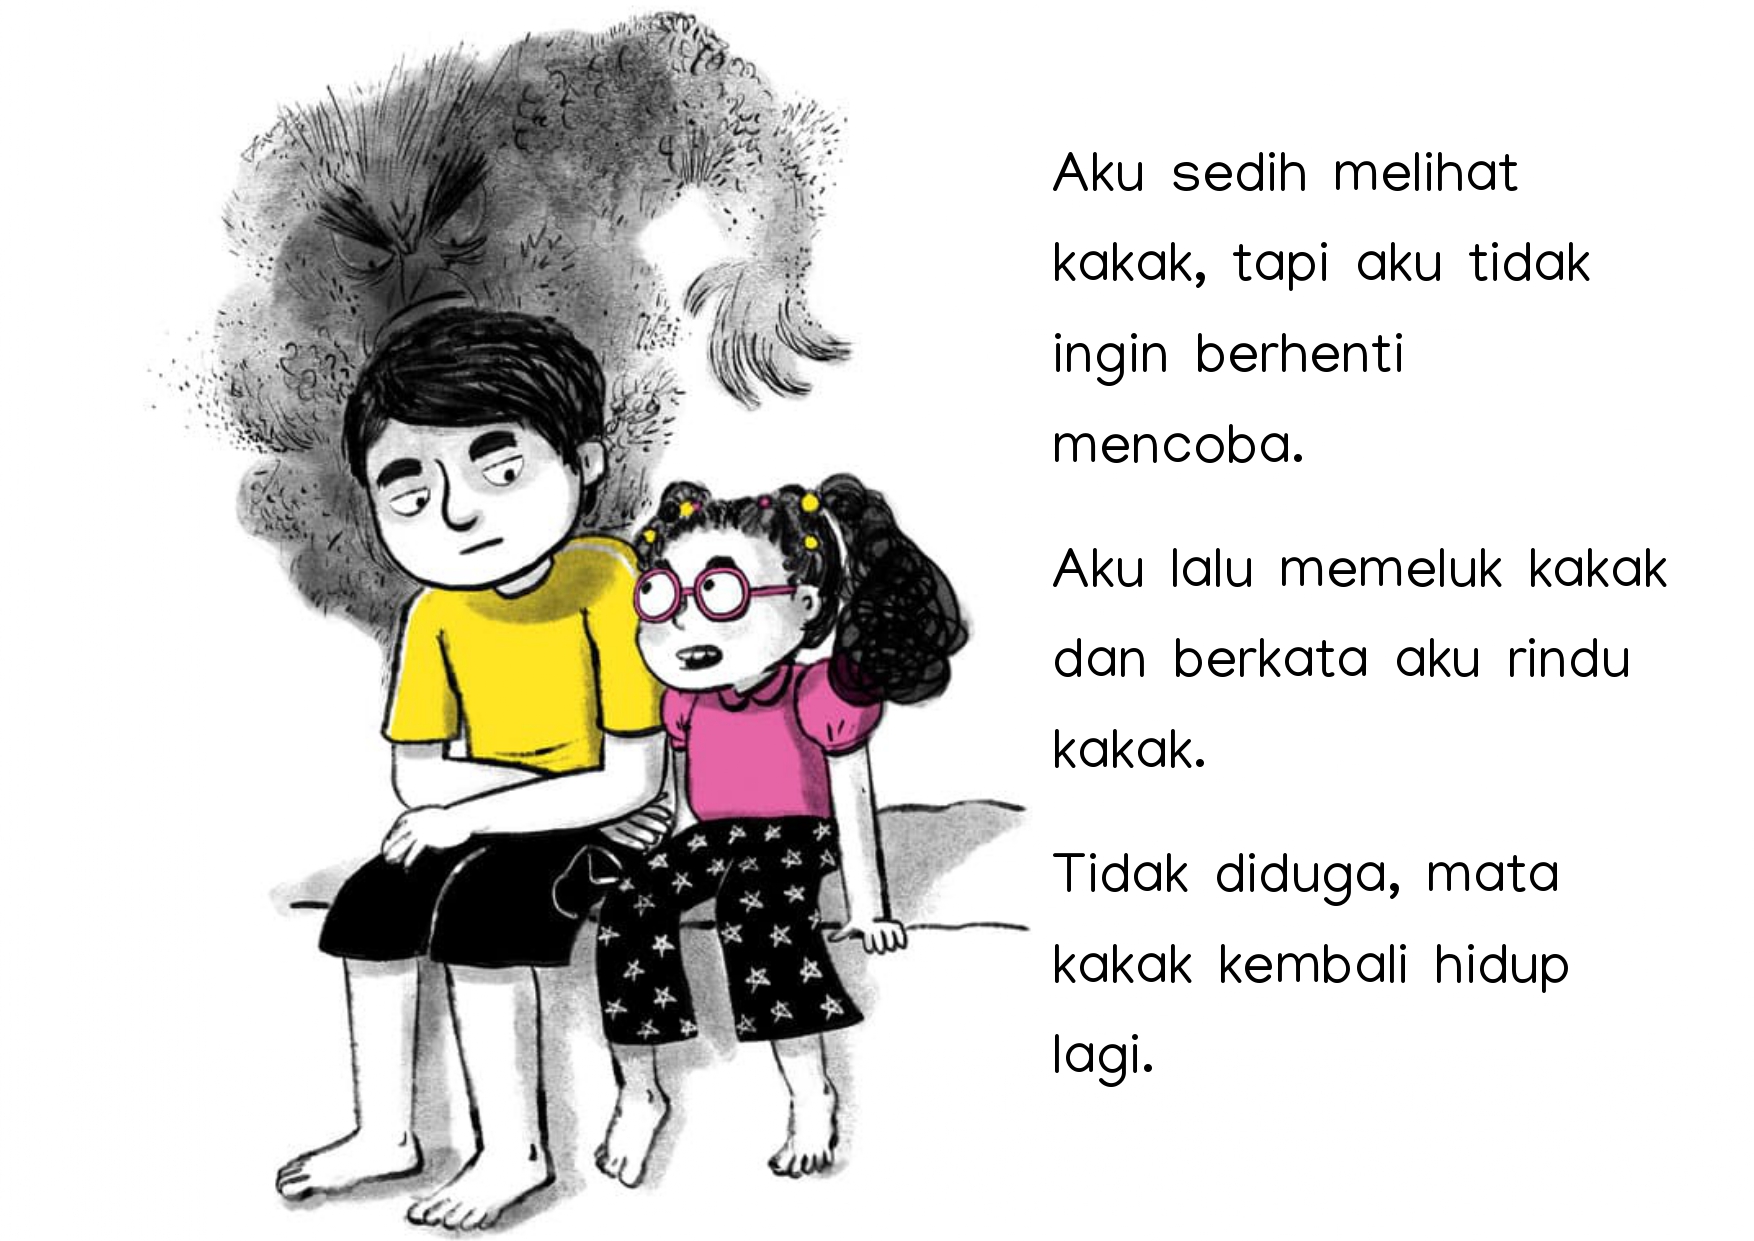 Aku sedih melihat
kakak, tapi aku tidak
ingin berhenti
mencoba.
Aku lalu memeluk kakak
dan berkata aku rindu
kakak.
Tidak diduga, mata
kakak kembali hidup
lagi.